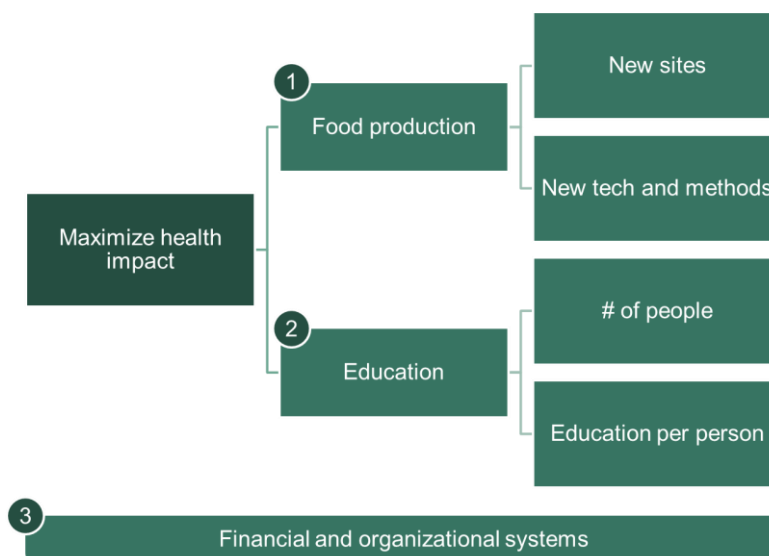 1
Food production
New sites
New tech and methods
Maximize health
impact
2
Education
# of people
Education per person
3
Financial and organizational systems